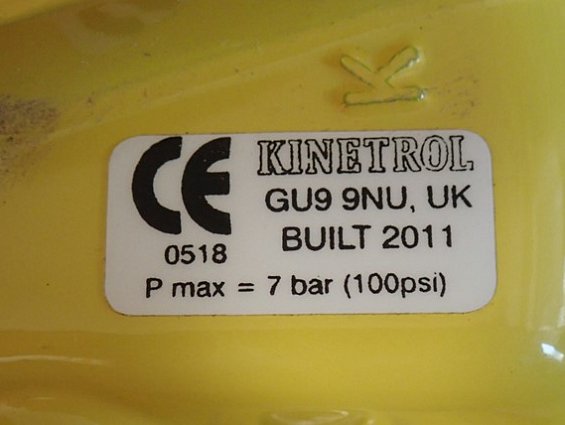 K
CE KINETROL
GU9 9NU, UK
0518 BUILT 2011
P max = 7 bar (100psi)